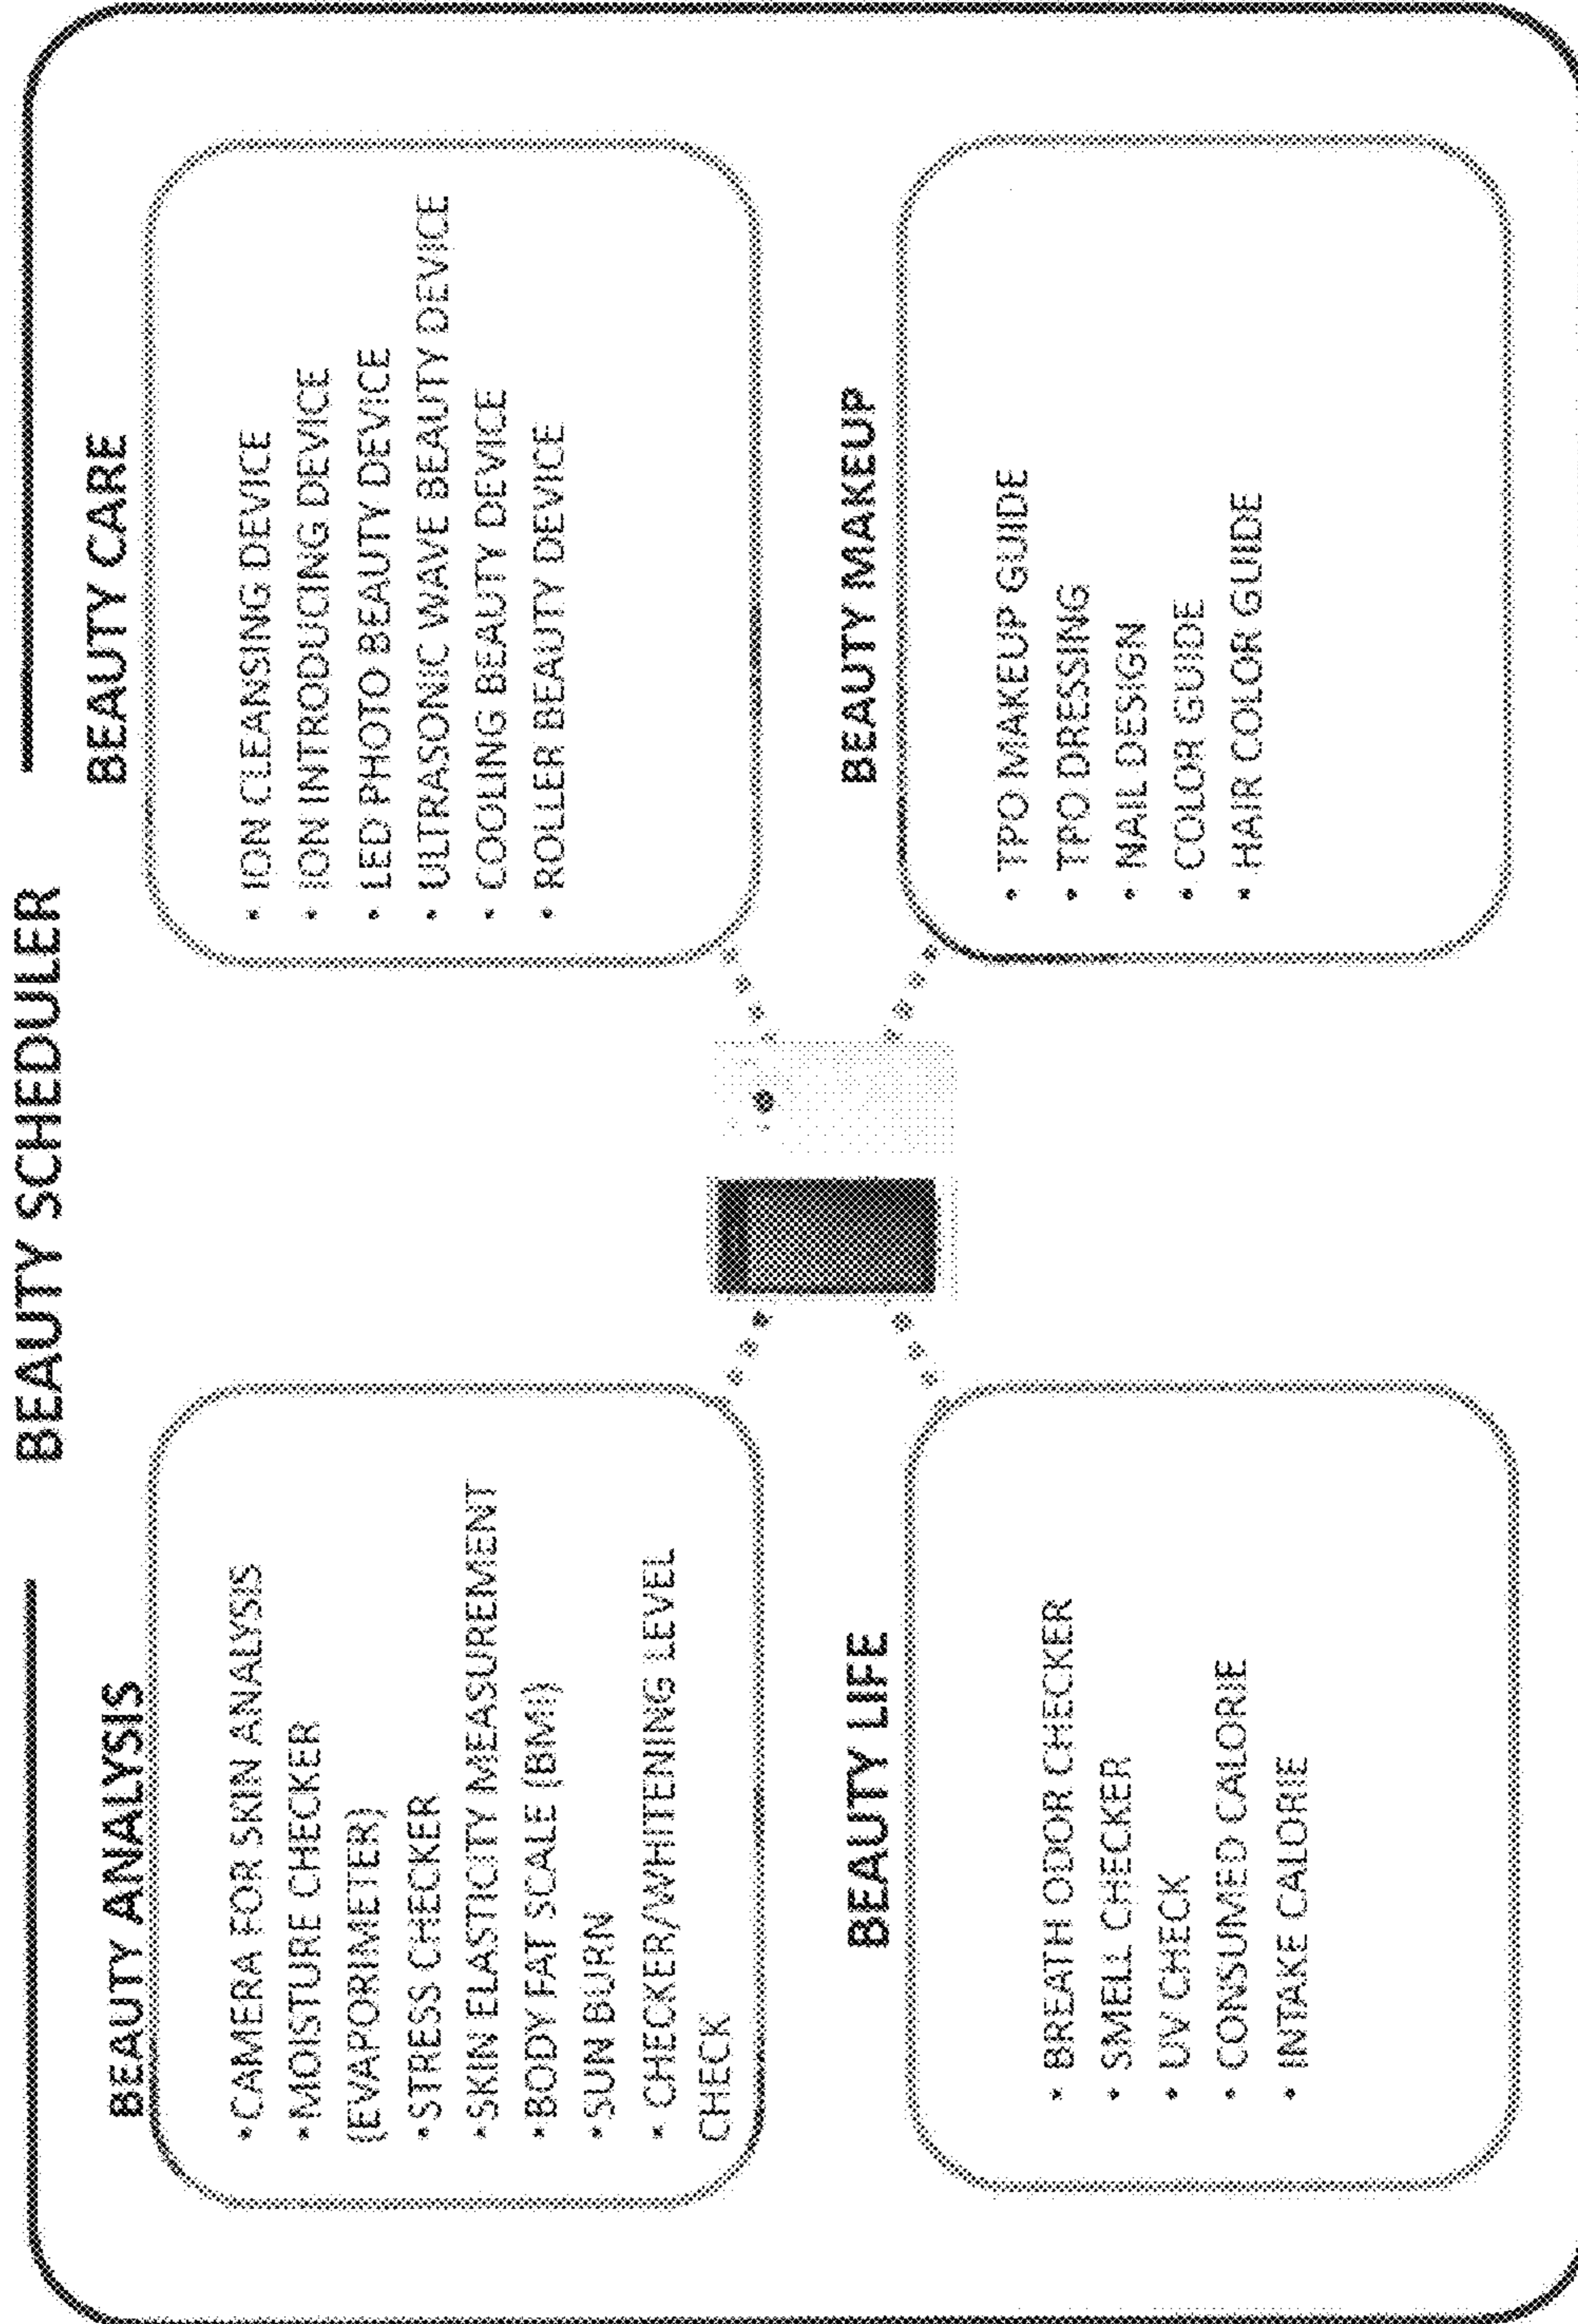 BEAUTY SCHEDULER
BEAUTY ANALYSIS
•CAMERA FOR SKIN ANALYSIS
•MOISTURE CHECKER
(EVAPORIMETER)
•STRESS CHECKER
•SKIN ELASTICITY MEASUREMENT
•BODY FAT SCALE (BMI)
•SUN BURN
• CHECKER/WHITENING LEVEL
CHECK
BEAUTY CARE
• ION CLEANSING DEVICE
• ION INTRODUCING DEVICE
• LED PHOTO BEAUTY DEVICE
• ULTRASONIC WAVE BEAUTY DEVICE
• COOLING BEAUTY DEVICE
• ROLLER BEAUTY DEVICE
BEAUTY LIFE
• BREATH ODOR CHECKER
• SMELL CHECKER
• UV CHECK
• CONSUMED CALORIE
• INTAKE CALORIE
BEAUTY MAKEUP
• TPO MAKEUP GUIDE
• TPO DRESSING
• NAIL DESIGN
• COLOR GUIDE
• HAIR COLOR GUIDE